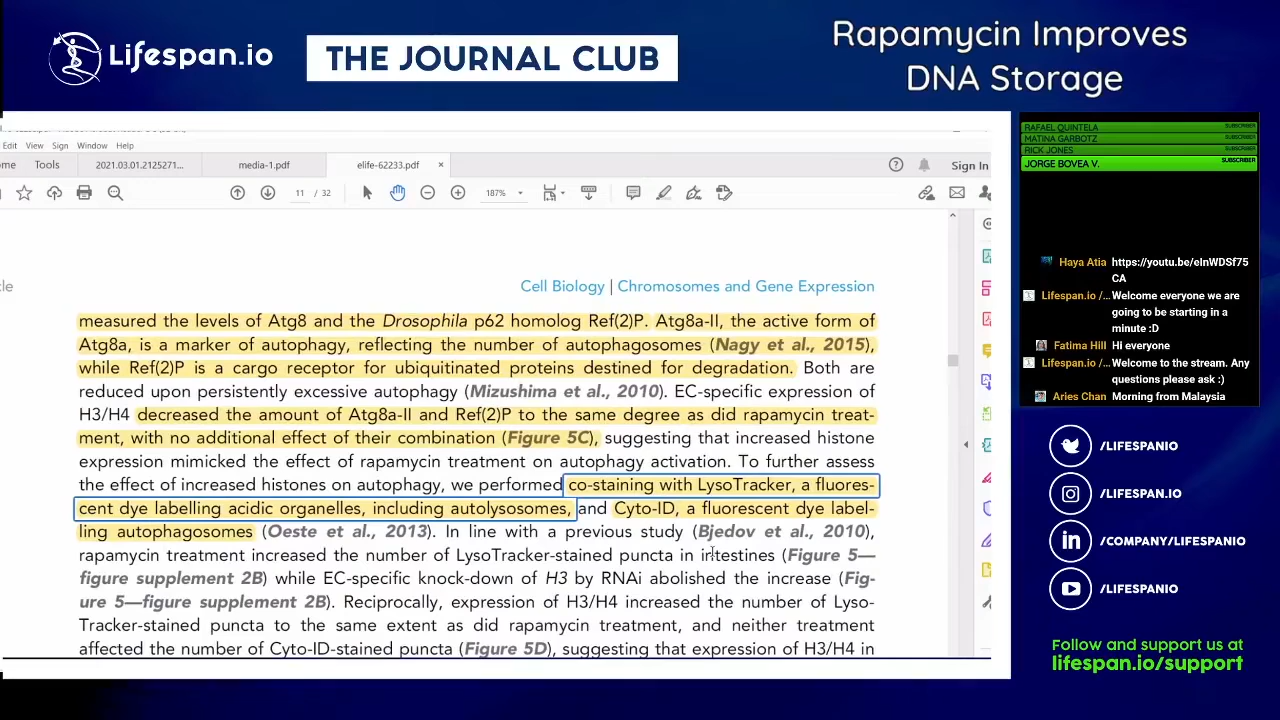 Lifespan.io
THE JOURNAL CLUB
Rapamycin Improves
DNA Storage
Edit View Sign Window Help
Tools
2021.03.01.2125271...
media-1.pdf
elife-62233.pdf ×
Sign In
11 / 32
187%
Cell Biology | Chromosomes and Gene Expression
measured the levels of Atg8 and the Drosophila p62 homolog Ref(2)P. Atg8a-II, the active form of
Atg8a, is a marker of autophagy, reflecting the number of autophagosomes (Nagy et al., 2015),
while Ref(2)P is a cargo receptor for ubiquitinated proteins destined for degradation. Both are
reduced upon persistently excessive autophagy (Mizushima et al., 2010). EC-specific expression of
H3/H4 decreased the amount of Atg8a-II and Ref(2)P to the same degree as did rapamycin treat-
ment, with no additional effect of their combination (Figure 5C), suggesting that increased histone
expression mimicked the effect of rapamycin treatment on autophagy activation. To further assess
the effect of increased histones on autophagy, we performed co-staining with LysoTracker, a fluores-
cent dye labelling acidic organelles, including autolysosomes, and Cyto-ID, a fluorescent dye label-
ling autophagosomes (Oeste et al., 2013). In line with a previous study (Bjedov et al., 2010),
rapamycin treatment increased the number of LysoTracker-stained puncta in intestines (Figure 5—
figure supplement 2B) while EC-specific knock-down of H3 by RNAi abolished the increase (Fig-
ure 5—figure supplement 2B). Reciprocally, expression of H3/H4 increased the number of Lyso-
Tracker-stained puncta to the same extent as did rapamycin treatment, and neither treatment
affected the number of Cyto-ID-stained puncta (Figure 5D), suggesting that expression of H3/H4 in
RAFAEL QUINTELA SUBSCRIBER
MATINA GARBOTZ SUBSCRIBER
RICK JONES SUBSCRIBER
JORGE BOVEA V. SUBSCRIBER
Haya Atia https://youtu.be/eInWDSf75
CA
Lifespan.io /... Welcome everyone we are
going to be starting in a
minute :D
Fatima Hill Hi everyone
Lifespan.io /... Welcome to the stream. Any
questions please ask :)
Aries Chan Morning from Malaysia
/LIFESPANIO
/LIFESPAN.IO
/COMPANY/LIFESPANIO
/LIFESPANIO
Follow and support us at
lifespan.io/support